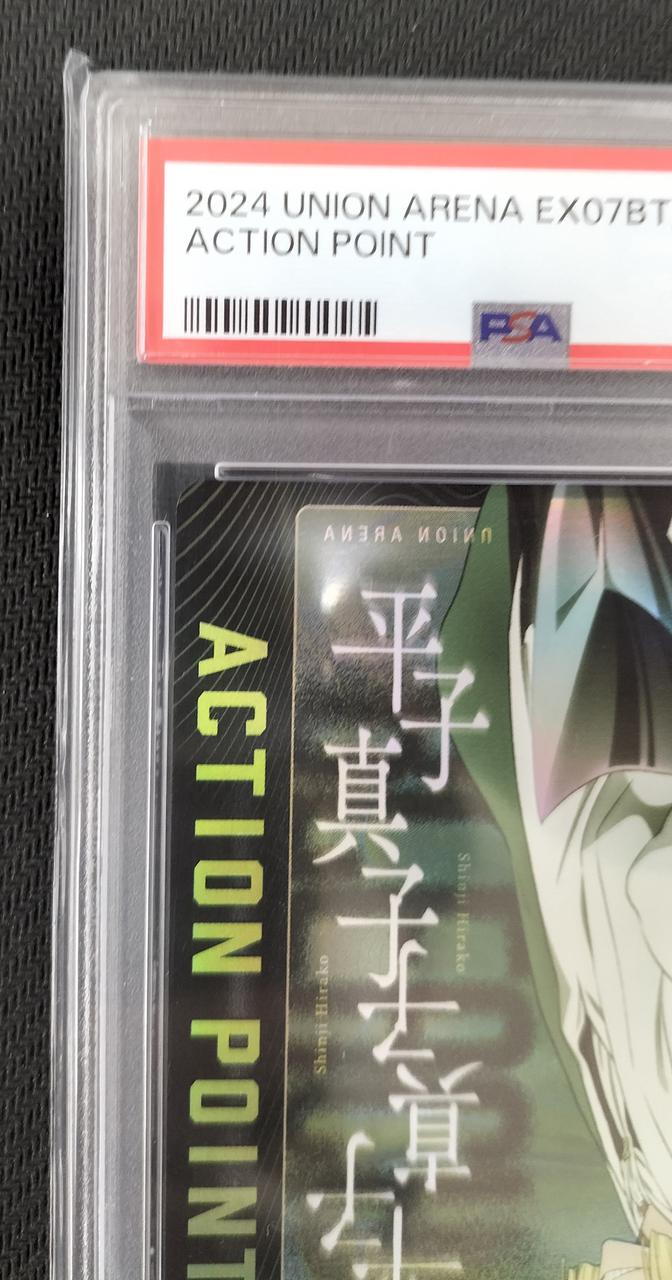 2024 UNION ARENA EX07BT
ACTION POINT
PSA
UNION ARENA
ACTION POINT
平子真子
Shinji Hirako
Shinji Hirako